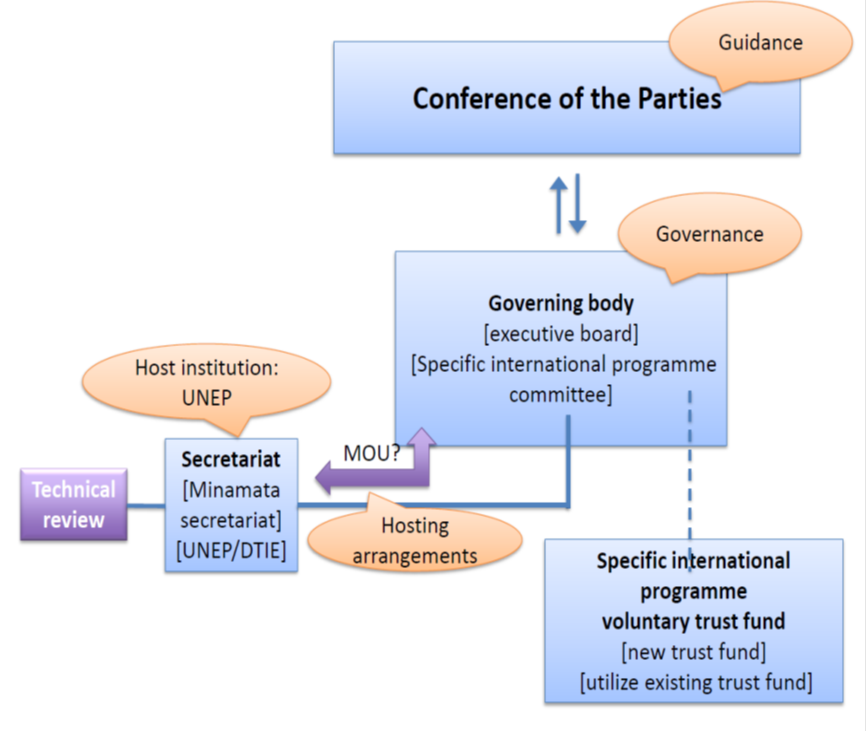 Guidance
Conference of the Parties
Governance
Governing body
[executive board]
[Specific international programme
committee]
Host institution:
UNEP
MOU?
Secretariat
[Minamata
secretariat]
[UNEP/DTIE]
Technical
review
Hosting
arrangements
Specific international
programme
voluntary trust fund
[new trust fund]
[utilize existing trust fund]